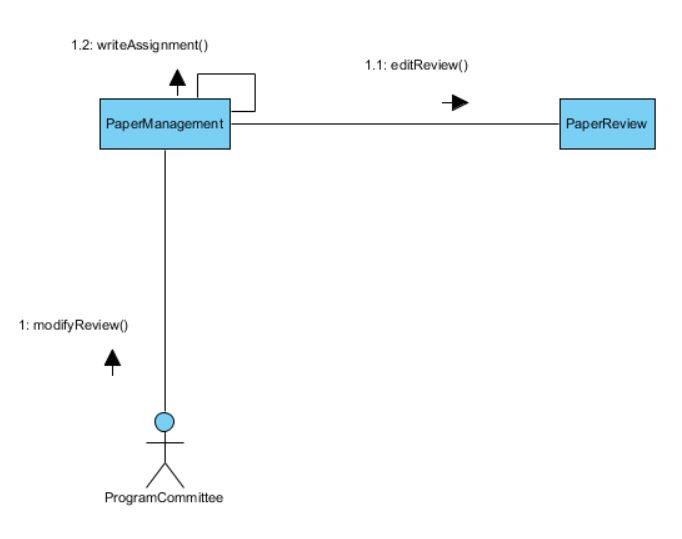 1.2: writeAssignment()
1.1: editReview()
PaperManagement
PaperReview
1: modifyReview()
ProgramCommittee